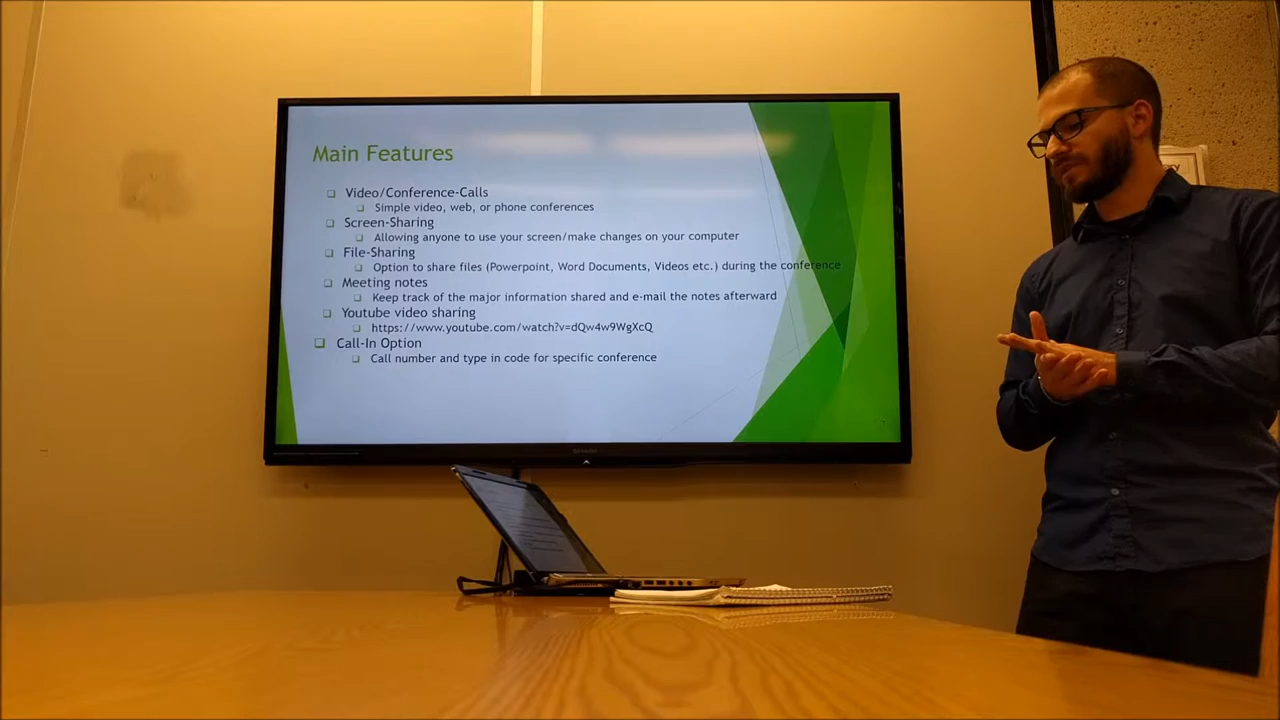 Main Features
Video/Conference-Calls
Simple video, web, or phone conferences
Screen-Sharing
Allowing anyone to use your screen/make changes on your computer
File-Sharing
Option to share files (Powerpoint, Word Documents, Videos etc.) during the conference
Meeting notes
Keep track of the major information shared and e-mail the notes afterward
Youtube video sharing
https://www.youtube.com/watch?v=dQw4w9WgXcQ
Call-In Option
Call number and type in code for specific conference
SHARP